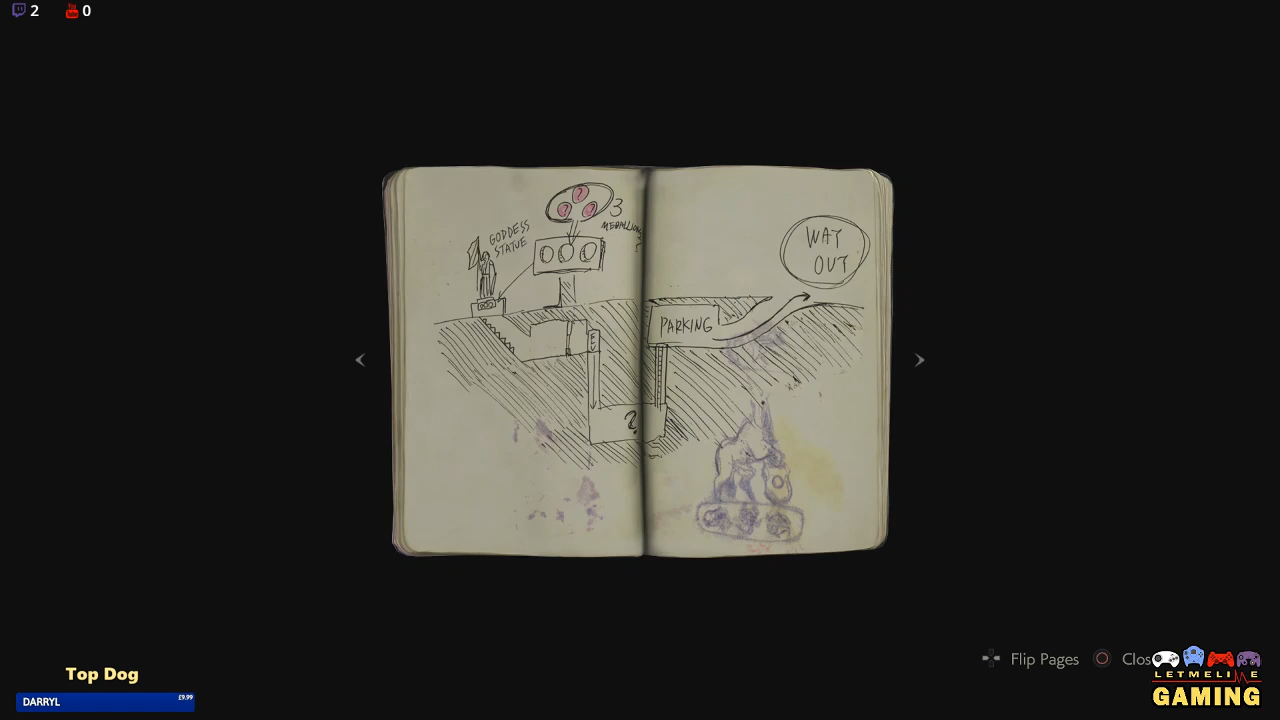 2
0
3
MEDALLIONS
?
GODDESS
STATUE
EV
?
PARKING
WAY
OUT
Flip Pages
Clos
Top Dog
DARRYL
£9.99
LETMELIVE
GAMING